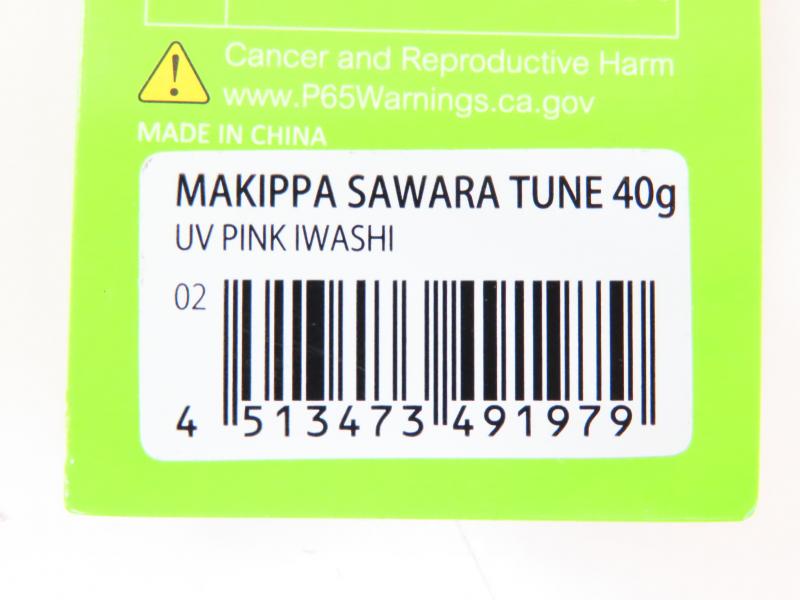 Cancer and Reproductive Harm
www.P65Warnings.ca.gov
MADE IN CHINA
MAKIPPA SAWARA TUNE 40g
UV PINK IWASHI
02
4 513473 491979